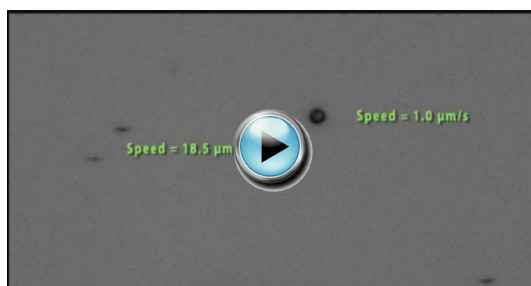 Speed = 1.0 µm/s
Speed = 18.5 µm